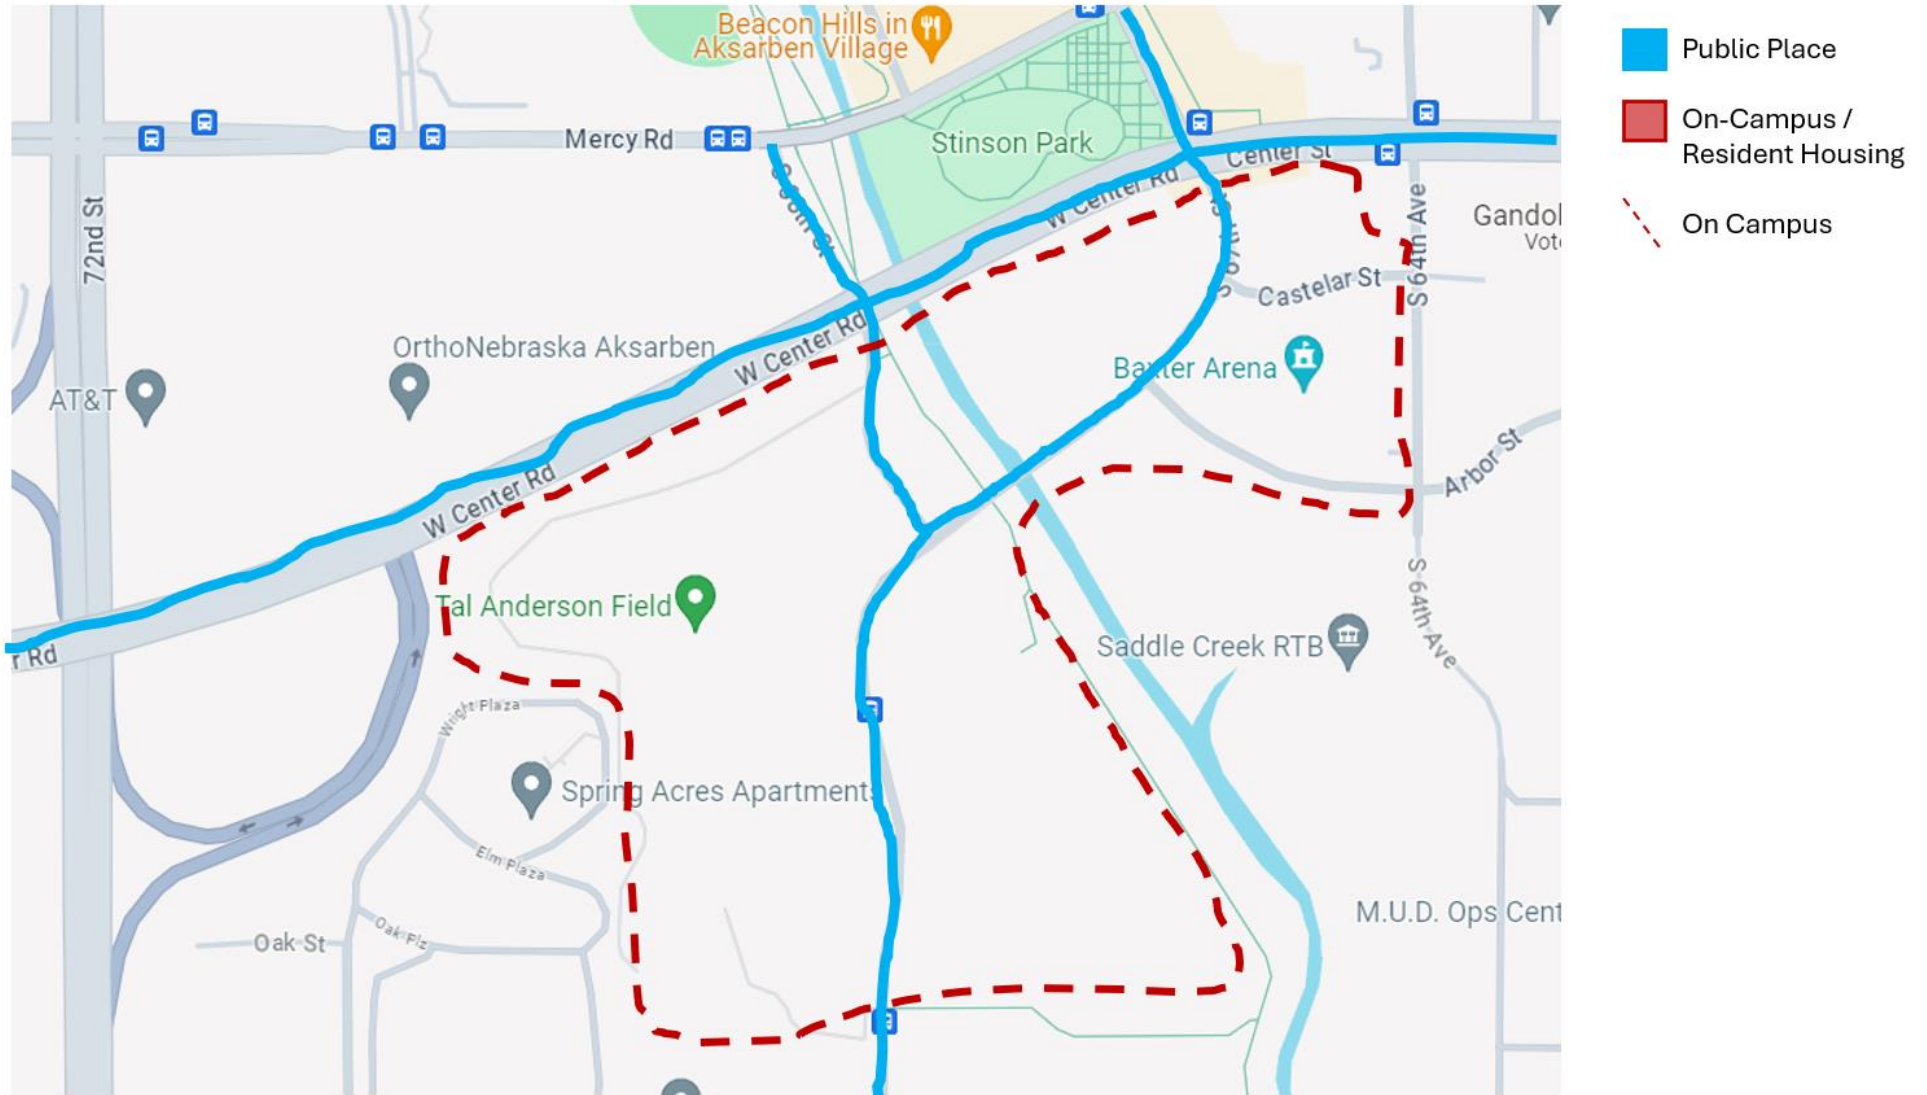 Beacon Hills in
Aksarben Village
Public Place
On-Campus /
Resident Housing
On Campus
Mercy Rd
Stinson Park
Center St
W Center Rd
72nd St
S 64th Ave
Gandol
Vote
S 67th St
Castelar St
OrthoNebraska Aksarben
W Center Rd
Baxter Arena
AT&T
Arbor St
W Center Rd
Tal Anderson Field
r Rd
Saddle Creek RTB
S 64th Ave
Wright Plaza
Spring Acres Apartments
Elm Plaza
M.U.D. Ops Cent
Oak St
Oak Plz